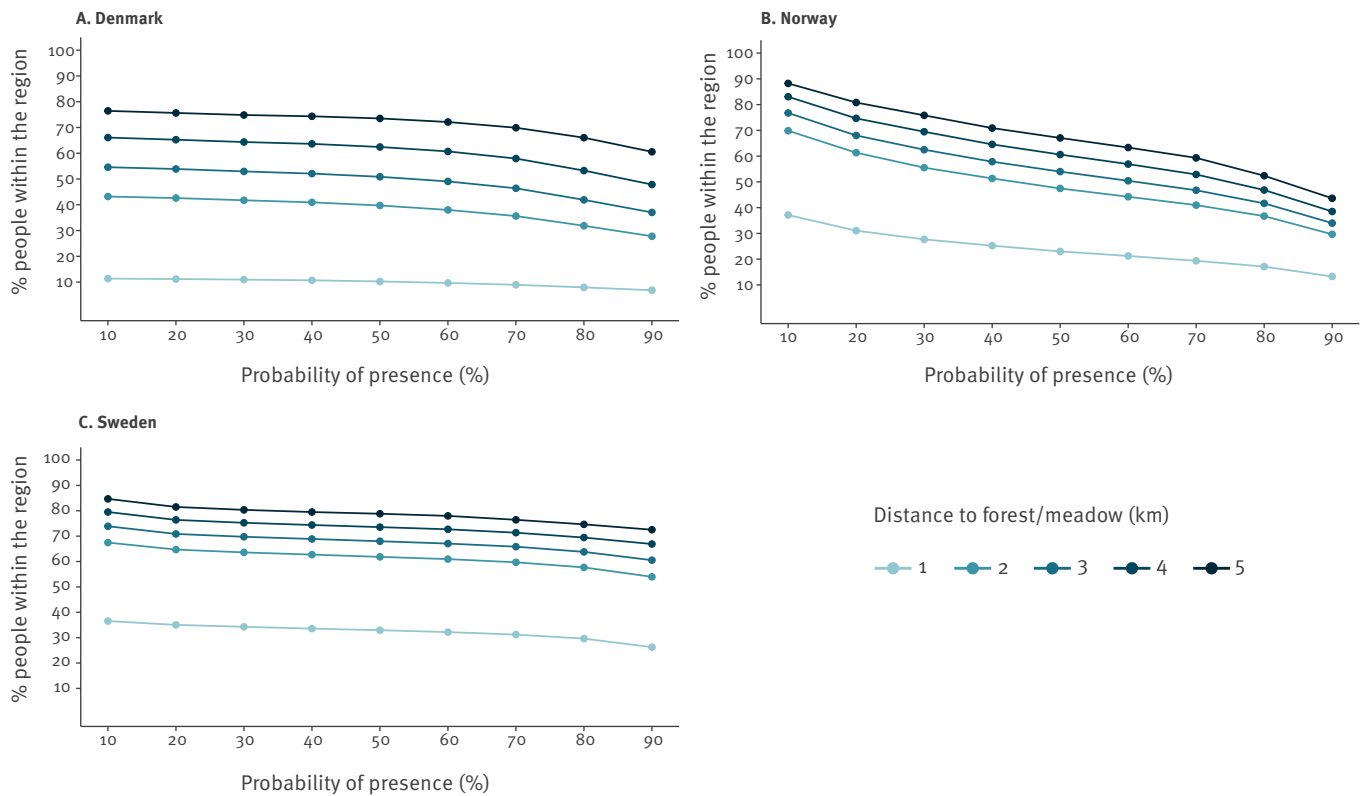 A. Denmark
% people within the region
100
90
80
70
60
50
40
30
20
10
10 20 30 40 50 60 70 80 90
Probability of presence (%)
B. Norway
% people within the region
100
90
80
70
60
50
40
30
20
10
10 20 30 40 50 60 70 80 90
Probability of presence (%)
C. Sweden
% people within the region
100
90
80
70
60
50
40
30
20
10
10 20 30 40 50 60 70 80 90
Probability of presence (%)
Distance to forest/meadow (km)
1 2 3 4 5